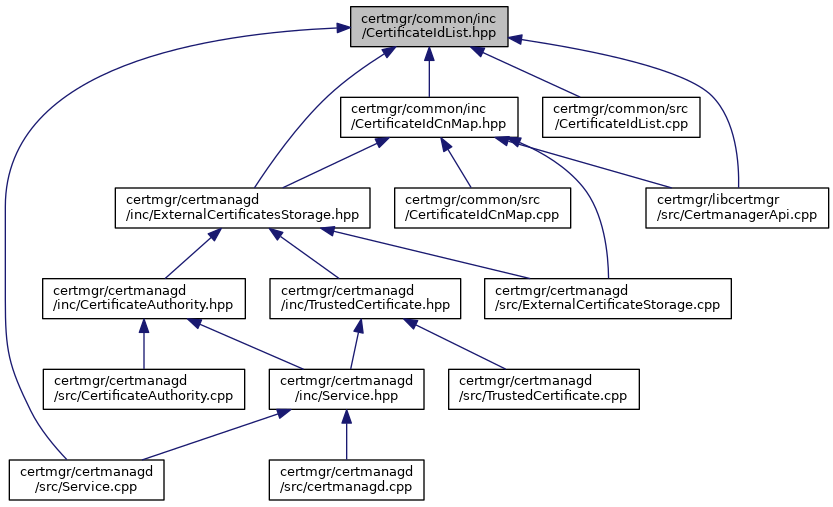 certmgr/common/inc
/CertificateIdList.hpp
certmgr/common/inc
/CertificateIdCnMap.hpp
certmgr/common/src
/CertificateIdList.cpp
certmgr/certmanagd
/inc/ExternalCertificatesStorage.hpp
certmgr/common/src
/CertificateIdCnMap.cpp
certmgr/libcertmgr
/src/CertmanagerApi.cpp
certmgr/certmanagd
/inc/CertificateAuthority.hpp
certmgr/certmanagd
/inc/TrustedCertificate.hpp
certmgr/certmanagd
/src/ExternalCertificateStorage.cpp
certmgr/certmanagd
/src/CertificateAuthority.cpp
certmgr/certmanagd
/inc/Service.hpp
certmgr/certmanagd
/src/TrustedCertificate.cpp
certmgr/certmanagd
/src/Service.cpp
certmgr/certmanagd
/src/certmanagd.cpp